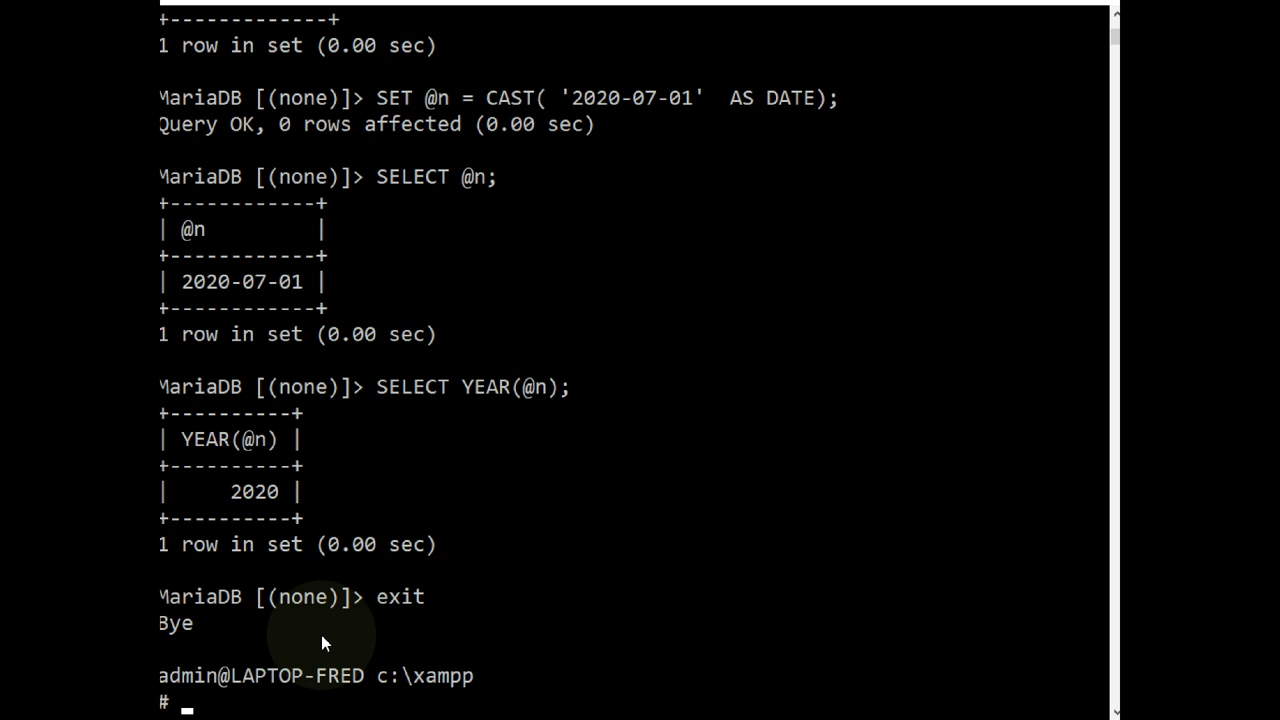 +-------------+
1 row in set (0.00 sec)
MariaDB [(none)]> SET @n = CAST( '2020-07-01'  AS DATE);
Query OK, 0 rows affected (0.00 sec)
MariaDB [(none)]> SELECT @n;
+------------+
| @n         |
+------------+
| 2020-07-01 |
+------------+
1 row in set (0.00 sec)
MariaDB [(none)]> SELECT YEAR(@n);
+----------+
| YEAR(@n) |
+----------+
|     2020 |
+----------+
1 row in set (0.00 sec)
MariaDB [(none)]> exit
Bye
admin@LAPTOP-FRED c:\xampp
#